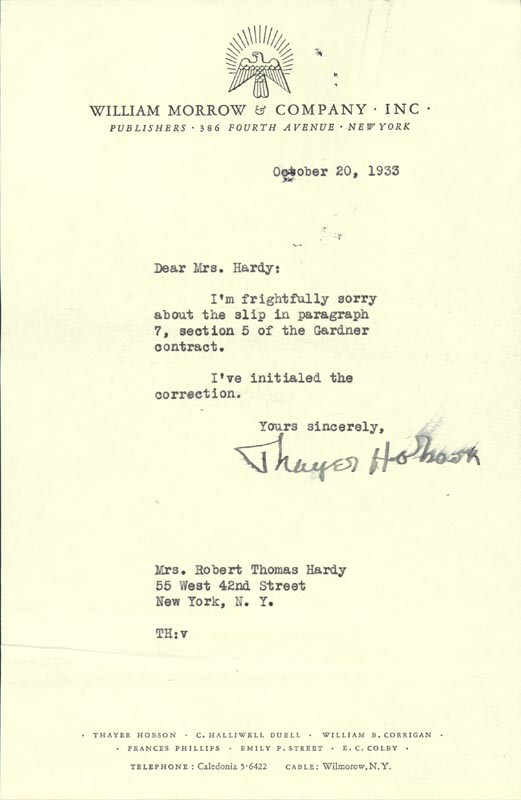 WILLIAM MORROW & COMPANY · INC ·
PUBLISHERS · 386 FOURTH AVENUE · NEW YORK
October 20, 1933
Dear Mrs. Hardy:
I'm frightfully sorry
about the slip in paragraph
7, section 5 of the Gardner
contract.
I've initialed the
correction.
Yours sincerely,
Thayer Hobson
Mrs. Robert Thomas Hardy
55 West 42nd Street
New York, N. Y.
TH:v
· THAYER HOBSON · C. HALLIWELL DUELL · WILLIAM B. CORRIGAN ·
· FRANCES PHILLIPS · EMILY P. STREET · E. C. COLBY ·
TELEPHONE : Caledonia 5-6422 CABLE: Wilmorow, N.Y.